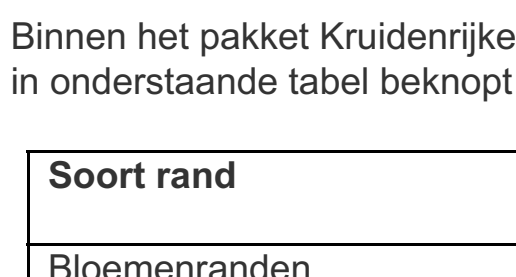 Binnen het pakket Kruidenrijke
in onderstaande tabel beknopt
Soort rand
Bloemenranden